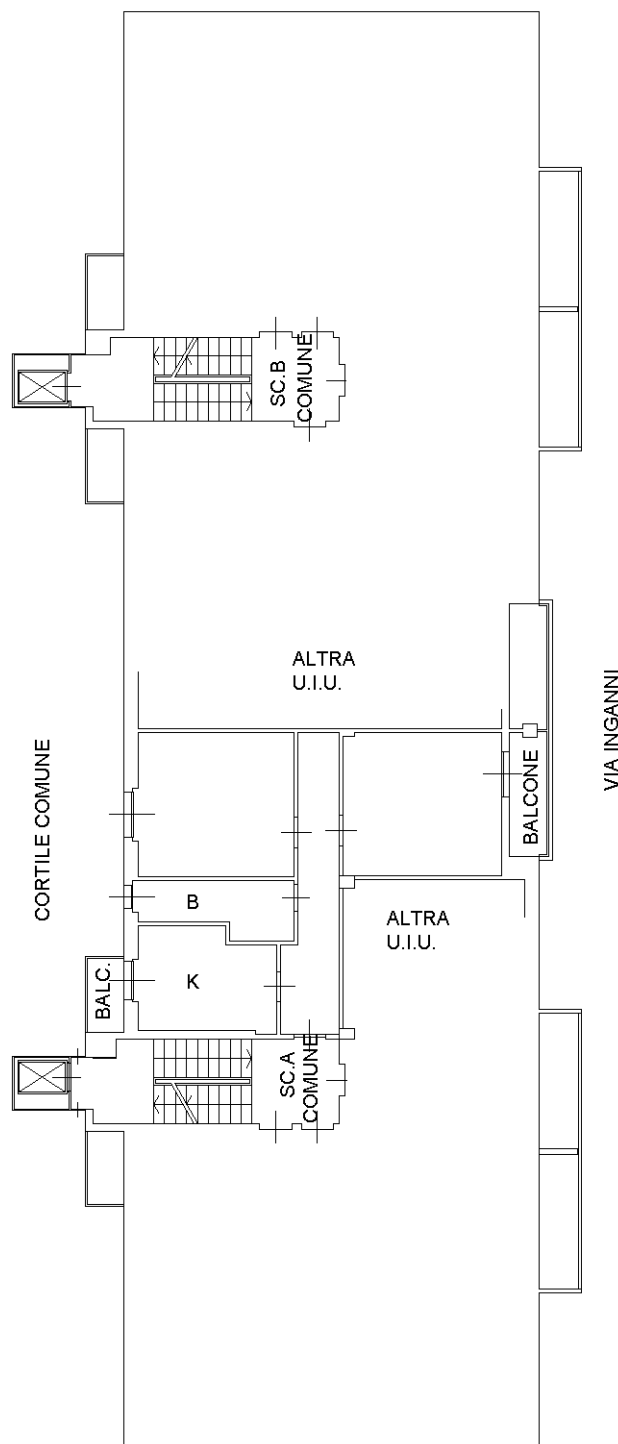 SC.B
COMUNE
ALTRA
U.I.U.
VIA INGANNI
CORTILE COMUNE
BALCONE
B
ALTRA
U.I.U.
BALC.
K
SC.A
COMUNE